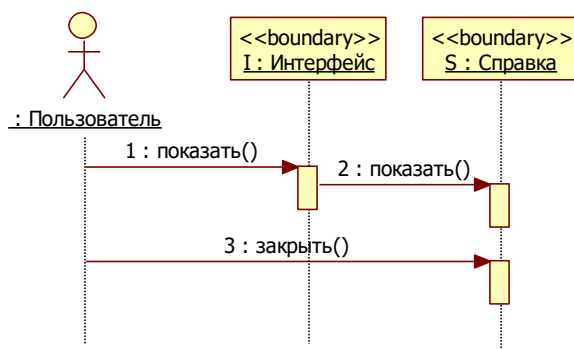 <<boundary>>
I : Интерфейс
<<boundary>>
S : Справка
: Пользователь
1 : показать()
2 : показать()
3 : закрыть()